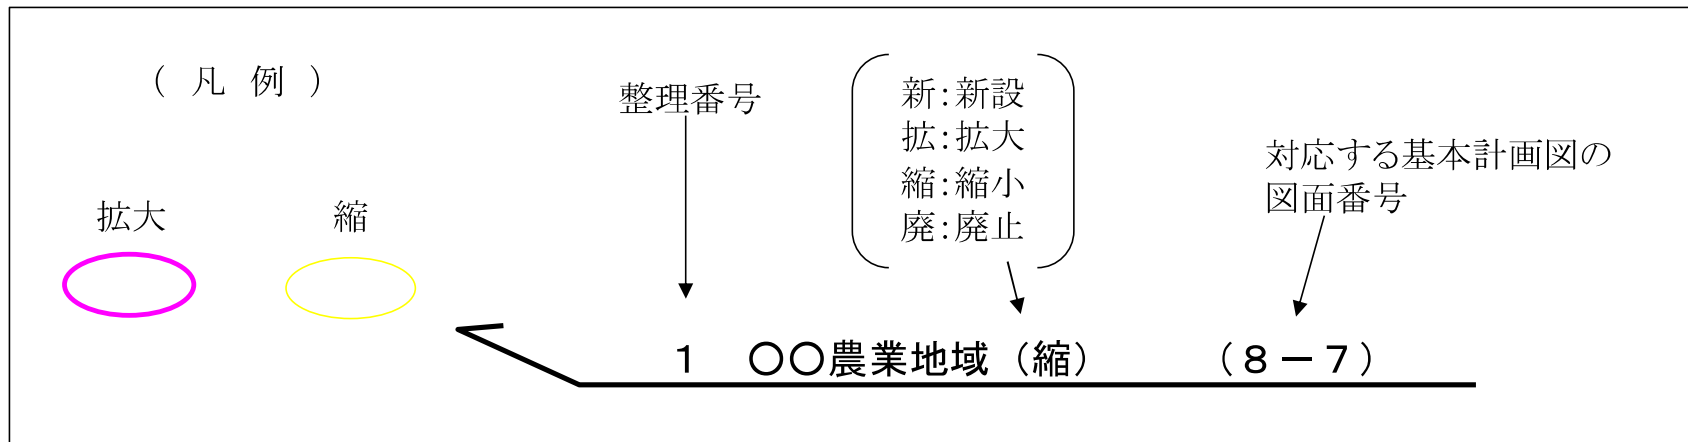 （ 凡 例 ）
整理番号
新：新設
拡：拡大
縮：縮小
廃：廃止
対応する基本計画図の
図面番号
拡大
縮
１ 〇〇農業地域（縮） （８－７）